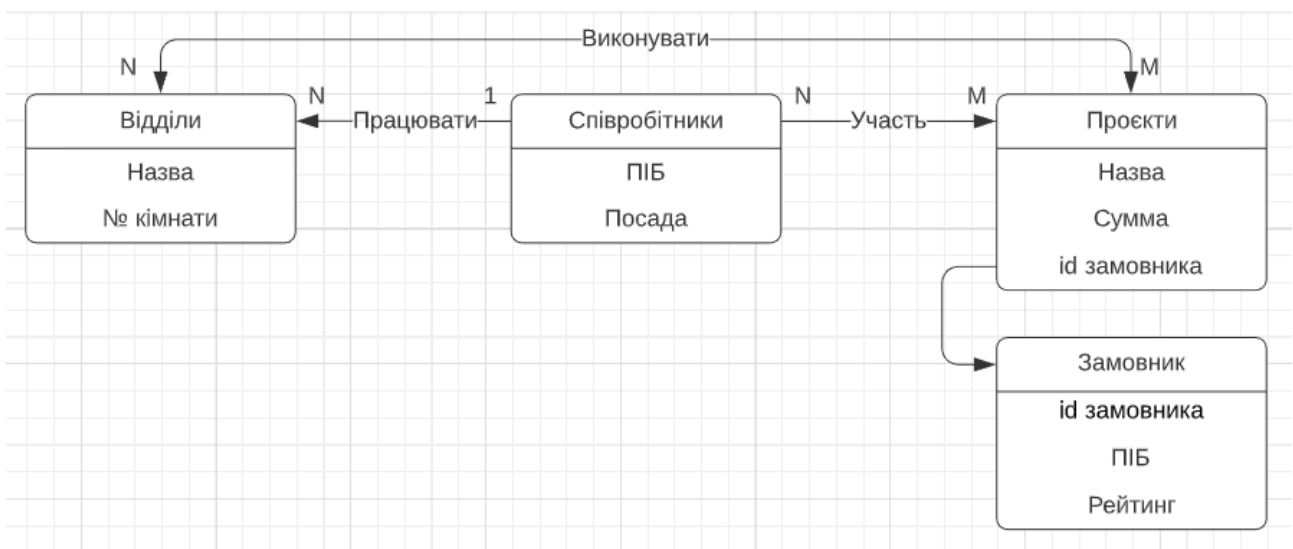 Виконувати
N
M
N
Працювати
1
N
Участь
M
Відділи
Назва
№ кімнати
Співробітники
ПІБ
Посада
Проєкти
Назва
Сумма
id замовника
Замовник
id замовника
ПІБ
Рейтинг